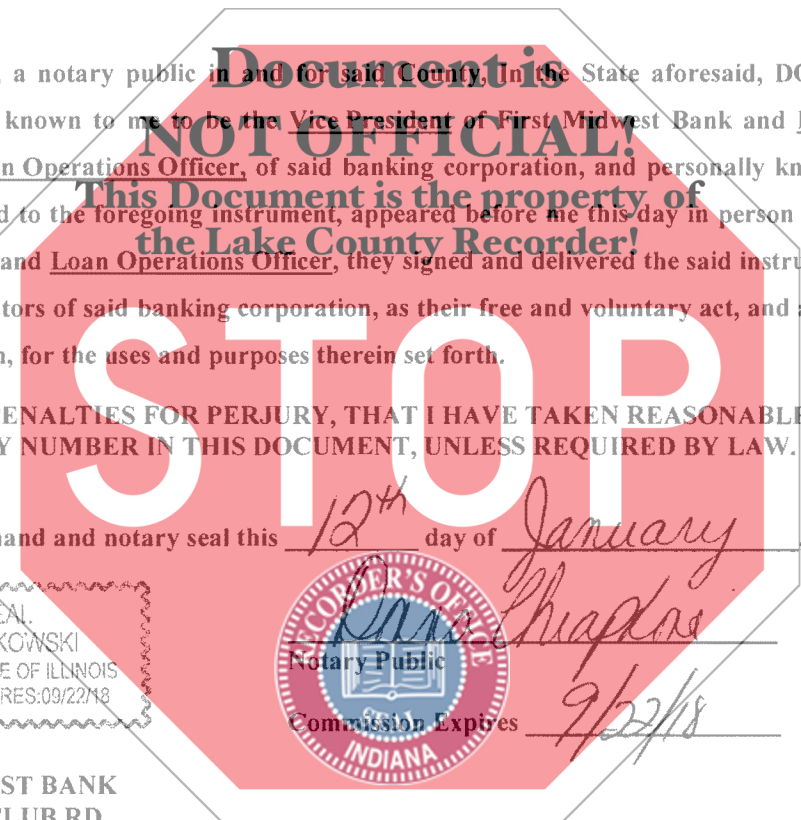 Document is
, a notary public in and for said County, In the State aforesaid, DO
known to me to be the Vice President of First Midwest Bank and
NOT OFFICIAL!
n Operations Officer, of said banking corporation, and personally kn
This Document is the property of
d to the foregoing instrument, appeared before me this day in person
the Lake County Recorder!
and Loan Operations Officer, they signed and delivered the said instru
tors of said banking corporation, as their free and voluntary act, and a
n, for the uses and purposes therein set forth.
STOP
PENALTIES FOR PERJURY, THAT I HAVE TAKEN REASONABLE
Y NUMBER IN THIS DOCUMENT, UNLESS REQUIRED BY LAW.
hand and notary seal this 12th day of January
EAL
KOWSKI
E OF ILLINOIS
RES:09/22/18
RECORDER'S OFFICE
SEAL
INDIANA
Notary Public
Commission Expires 9/22/18
ST BANK
CLUB RD